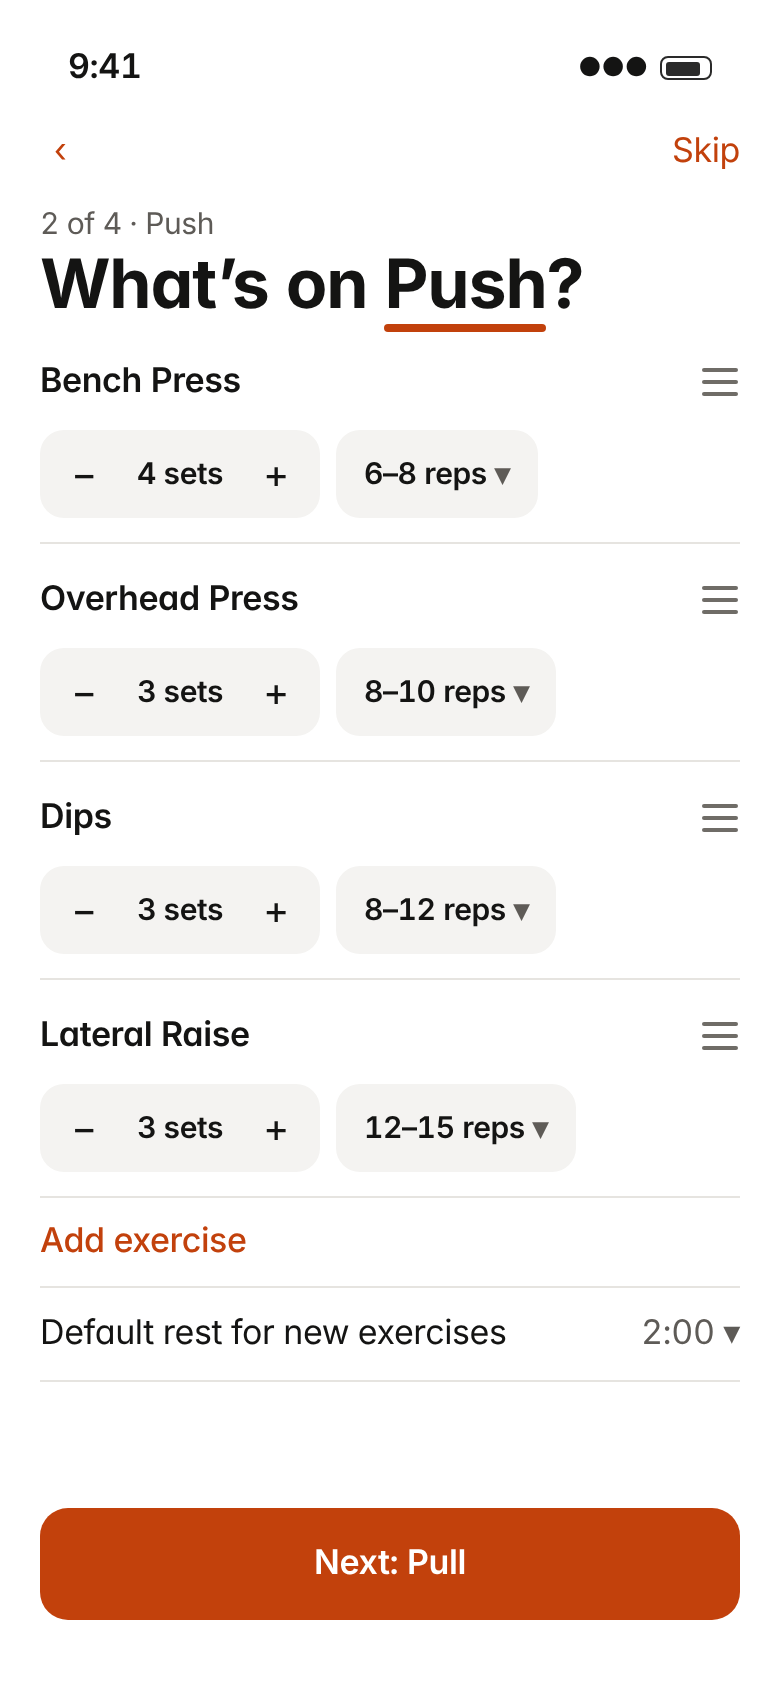 9:41
‹ Skip
2 of 4 · Push
What’s on Push?
Bench Press
− 4 sets + 6–8 reps ▾
Overhead Press
− 3 sets + 8–10 reps ▾
Dips
− 3 sets + 8–12 reps ▾
Lateral Raise
− 3 sets + 12–15 reps ▾
Add exercise
Default rest for new exercises 2:00 ▾
Next: Pull